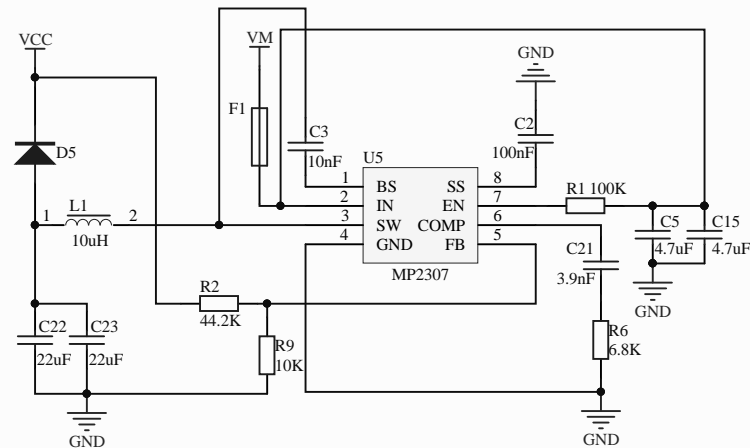 VCC
VM
GND
F1
C3
10nF
C2
100nF
D5
U5
1 BS SS 8
2 IN EN 7
3 SW COMP 6
4 GND FB 5
MP2307
R1 100K
L1
1 2
10uH
C5
4.7uF
C15
4.7uF
C21
3.9nF
GND
R2
44.2K
C22
22uF
C23
22uF
R9
10K
R6
6.8K
GND
GND